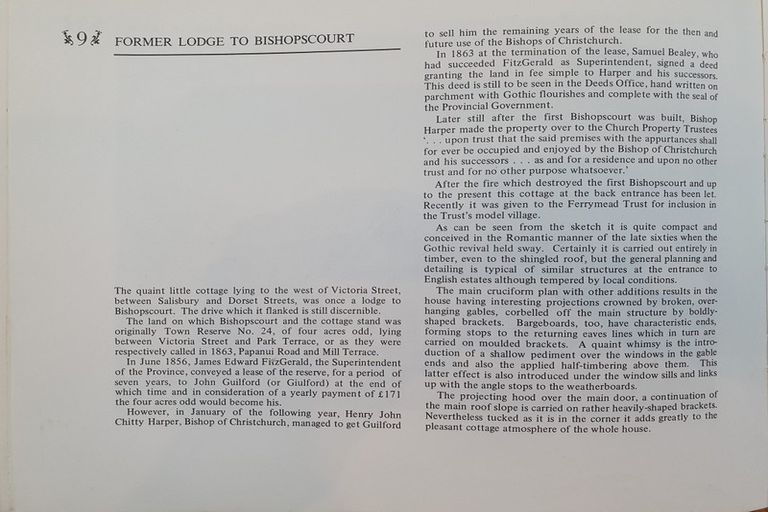 9
FORMER LODGE TO BISHOPSCOURT
The quaint little cottage lying to the west of Victoria Street,
between Salisbury and Dorset Streets, was once a lodge to
Bishopscourt. The drive which it flanked is still discernible.
The land on which Bishopscourt and the cottage stand was
originally Town Reserve No. 24, of four acres odd, lying
between Victoria Street and Park Terrace, or as they were
respectively called in 1863, Papanui Road and Mill Terrace.
In June 1856, James Edward FitzGerald, the Superintendent
of the Province, conveyed a lease of the reserve, for a period of
seven years, to John Guilford (or Giulford) at the end of
which time and in consideration of a yearly payment of £171
the four acres odd would become his.
However, in January of the following year, Henry John
Chitty Harper, Bishop of Christchurch, managed to get Guilford
to sell him the remaining years of the lease for the then and
future use of the Bishops of Christchurch.
In 1863 at the termination of the lease, Samuel Bealey, who
had succeeded FitzGerald as Superintendent, signed a deed
granting the land in fee simple to Harper and his successors.
This deed is still to be seen in the Deeds Office, hand written on
parchment with Gothic flourishes and complete with the seal of
the Provincial Government.
Later still after the first Bishopscourt was built, Bishop
Harper made the property over to the Church Property Trustees
‘. . . upon trust that the said premises with the appurtances shall
for ever be occupied and enjoyed by the Bishop of Christchurch
and his successors . . . as and for a residence and upon no other
trust and for no other purpose whatsoever.’
After the fire which destroyed the first Bishopscourt and up
to the present this cottage at the back entrance has been let.
Recently it was given to the Ferrymead Trust for inclusion in
the Trust's model village.
As can be seen from the sketch it is quite compact and
conceived in the Romantic manner of the late sixties when the
Gothic revival held sway. Certainly it is carried out entirely in
timber, even to the shingled roof, but the general planning and
detailing is typical of similar structures at the entrance to
English estates although tempered by local conditions.
The main cruciform plan with other additions results in the
house having interesting projections crowned by broken, over-
hanging gables, corbelled off the main structure by boldly-
shaped brackets. Bargeboards, too, have characteristic ends,
forming stops to the returning eaves lines which in turn are
carried on moulded brackets. A quaint whimsy is the intro-
duction of a shallow pediment over the windows in the gable
ends and also the applied half-timbering above them. This
latter effect is also introduced under the window sills and links
up with the angle stops to the weatherboards.
The projecting hood over the main door, a continuation of
the main roof slope is carried on rather heavily-shaped brackets.
Nevertheless tucked as it is in the corner it adds greatly to the
pleasant cottage atmosphere of the whole house.